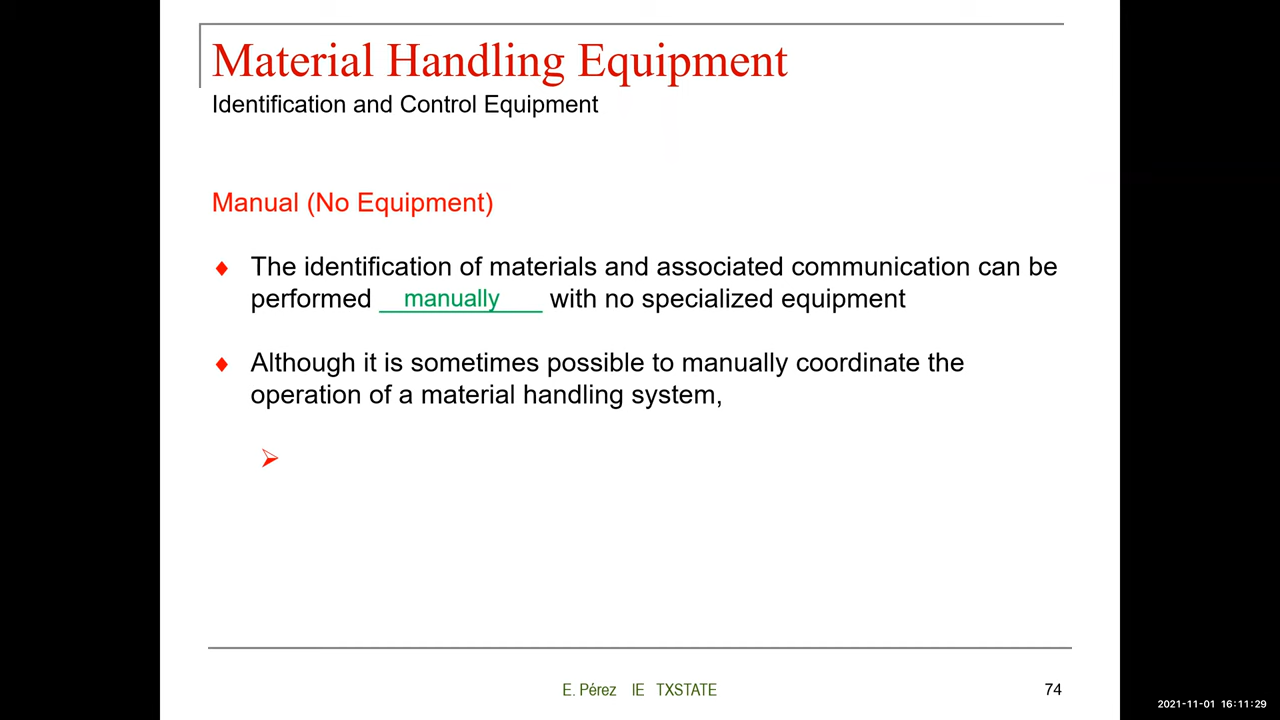 Material Handling Equipment
Identification and Control Equipment
Manual (No Equipment)
The identification of materials and associated communication can be
performed manually with no specialized equipment
Although it is sometimes possible to manually coordinate the
operation of a material handling system,
E. Pérez IE TXSTATE
74
2021-11-01 16:11:29